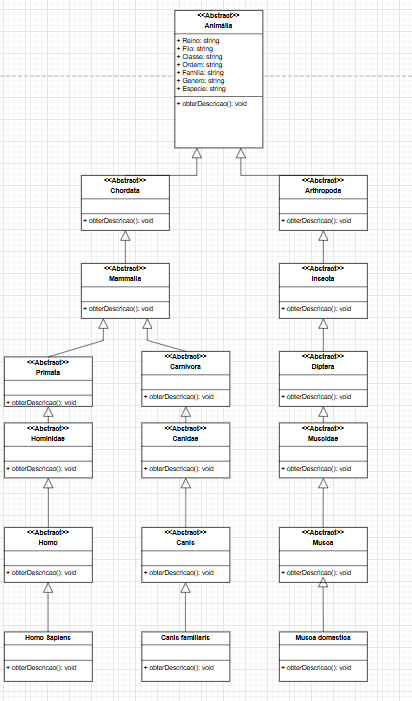 <<Abstract>>
Animália
+ Reino: string
+ Filo: string
+ Classe: string
+ Ordem: string
+ Familia: string
+ Genero: string
+ Especie: string
+ obterDescricao(): void
<<Abstract>>
Chordata
+ obterDescricao(): void
<<Abstract>>
Arthropoda
+ obterDescricao(): void
<<Abstract>>
Mammalia
+ obterDescricao(): void
<<Abstract>>
Insecta
+ obterDescricao(): void
<<Abstract>>
Primata
+ obterDescricao(): void
<<Abstract>>
Carnivora
+ obterDescricao(): void
<<Abstract>>
Diptera
+ obterDescricao(): void
<<Abstract>>
Hominidae
+ obterDescricao(): void
<<Abstract>>
Canidae
+ obterDescricao(): void
<<Abstract>>
Muscidae
+ obterDescricao(): void
<<Abstract>>
Homo
+ obterDescricao(): void
<<Abstract>>
Canis
+ obterDescricao(): void
<<Abstract>>
Musca
+ obterDescricao(): void
Homo Sapiens
+ obterDescricao(): void
Canis familiaris
+ obterDescricao(): void
Musca domestica
+ obterDescricao(): void